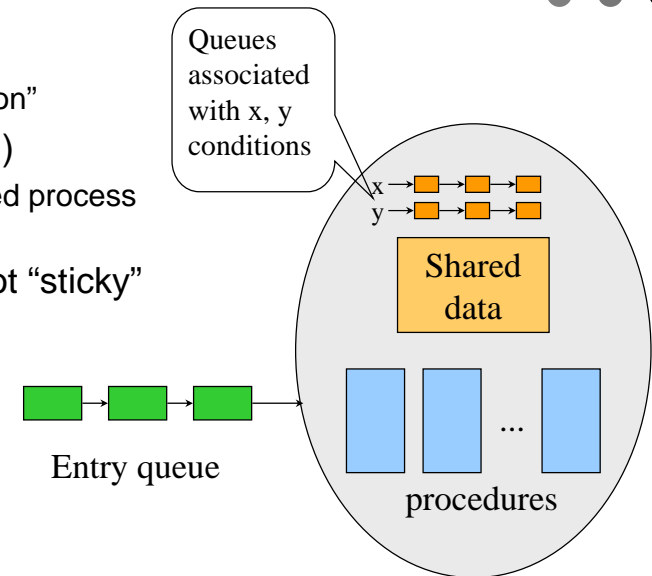 on”
)
ed process
ot “sticky”
Queues
associated
with x, y
conditions
x
y
Shared
data
...
procedures
Entry queue